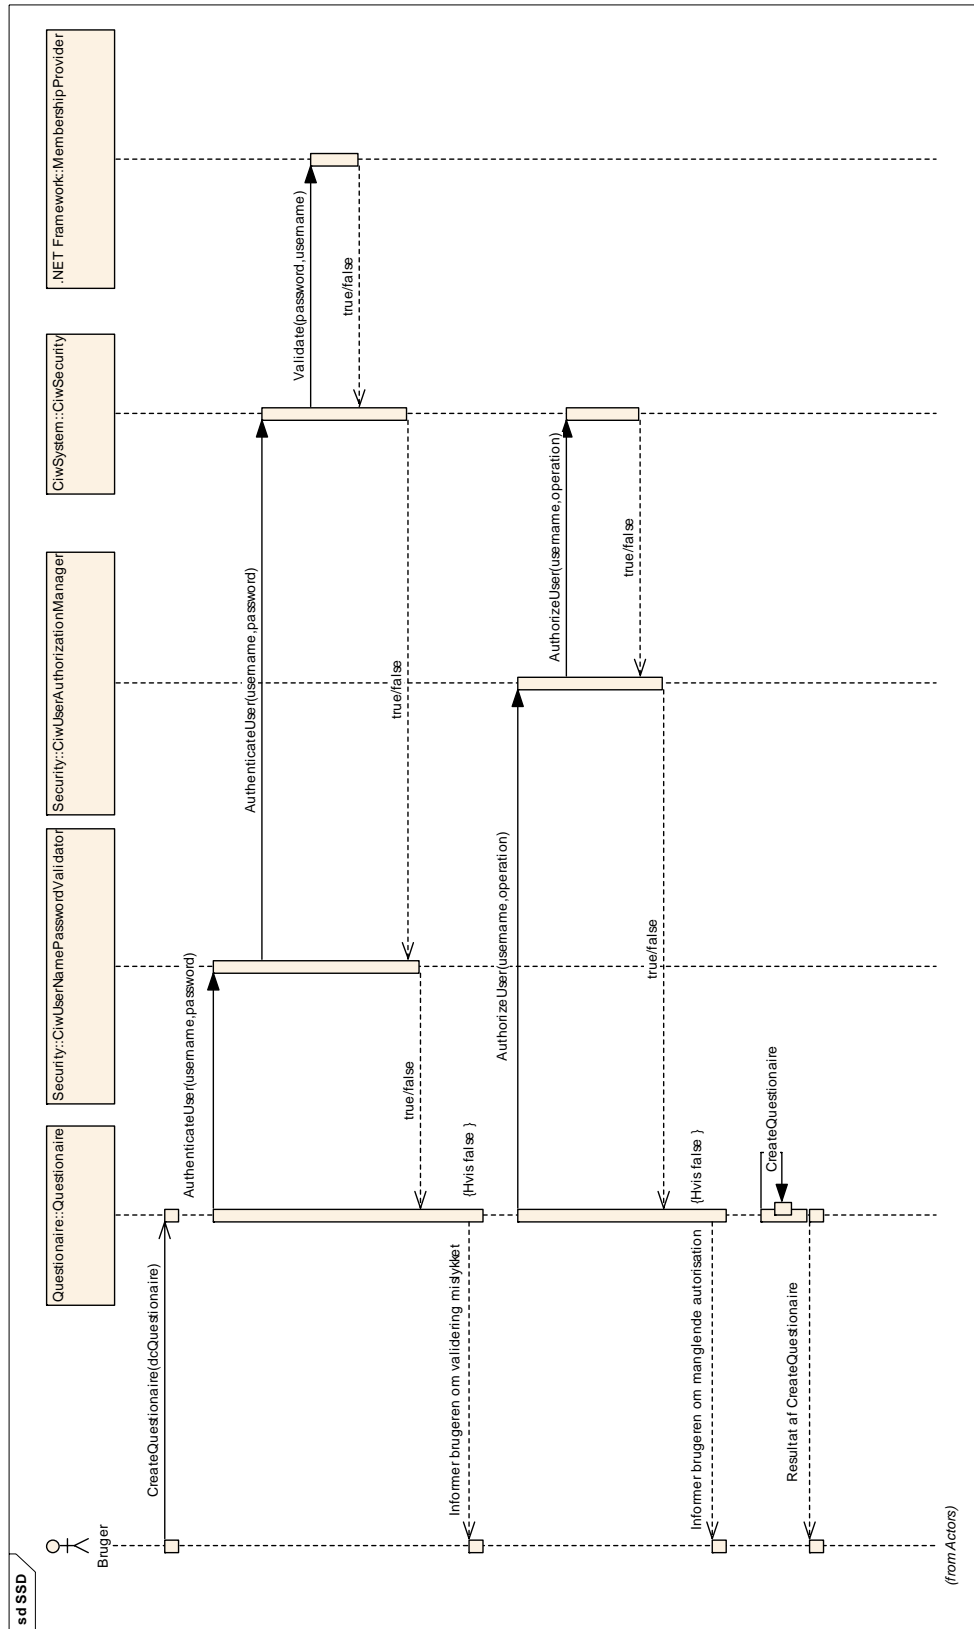 sd SSD
Bruger
Questionaire::Questionaire
Security::CiwUserNamePasswordValidator
Security::CiwUserAuthorizationManager
CiwSystem::CiwSecurity
.NET Framework::MembershipProvider
CreateQuestionaire(dcQuestionaire)
AuthenticateUser(username,password)
AuthenticateUser(username,password)
Validate(password,username)
true/false
true/false
true/false
{Hvis false }
Informer brugeren om validering mislykket
AuthorizeUser(username,operation)
AuthorizeUser(username,operation)
true/false
true/false
{Hvis false }
Informer brugeren om manglende autorisation
CreateQuestionaire
Resultat af CreateQuestionaire
(from Actors)